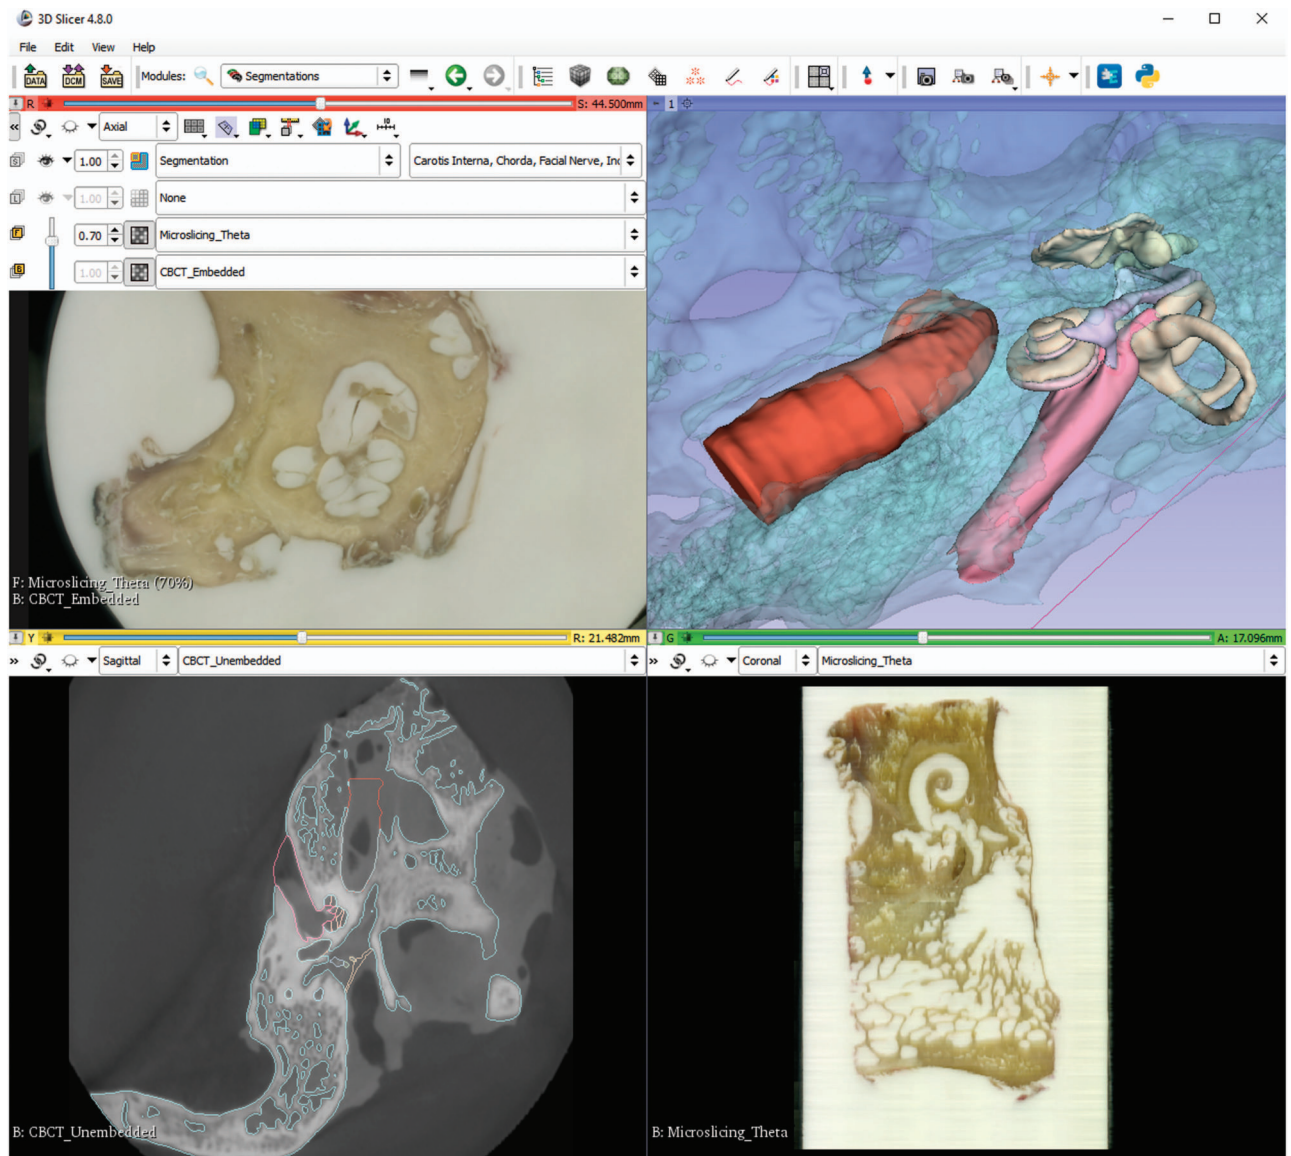 3D Slicer 4.8.0
File Edit View Help
DATA DCM SAVE Modules: Segmentations
R S: 44.500mm
1
Axial
S 1.00 Segmentation Carotis Interna, Chorda, Facial Nerve, Inc
L 1.00 None
F 0.70 Microslicing_Theta
B 1.00 CBCT_Embedded
F: Microslicing_Theta (70%)
B: CBCT_Embedded
Y R: 21.482mm
G A: 17.096mm
Sagittal CBCT_Unembedded
Coronal Microslicing_Theta
B: CBCT_Unembedded
B: Microslicing_Theta